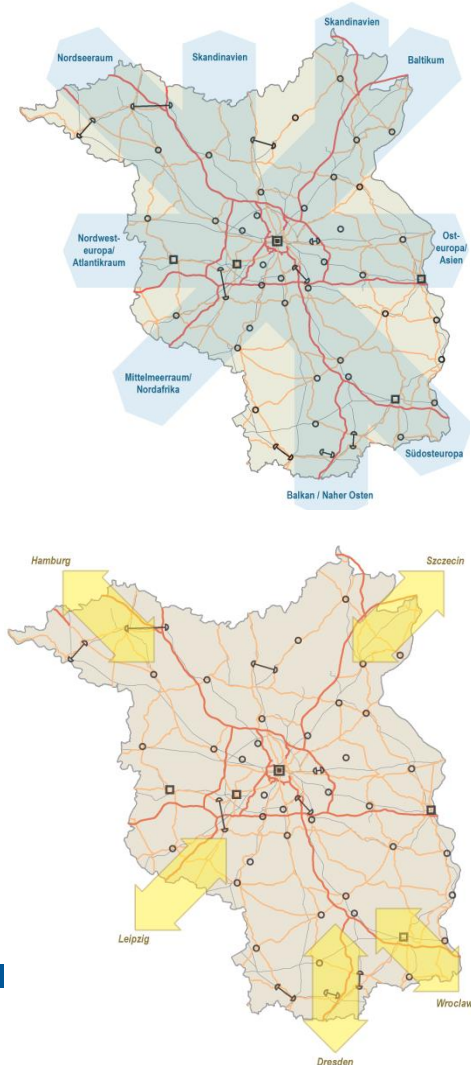 Skandinavien
Nordseeraum
Skandinavien
Baltikum
Nordwest-
europa/
Atlantikraum
Ost-
europa/
Asien
Mittelmeerraum/
Nordafrika
Südosteuropa
Balkan / Naher Osten
Hamburg
Szczecin
Leipzig
Wroclaw
Dresden